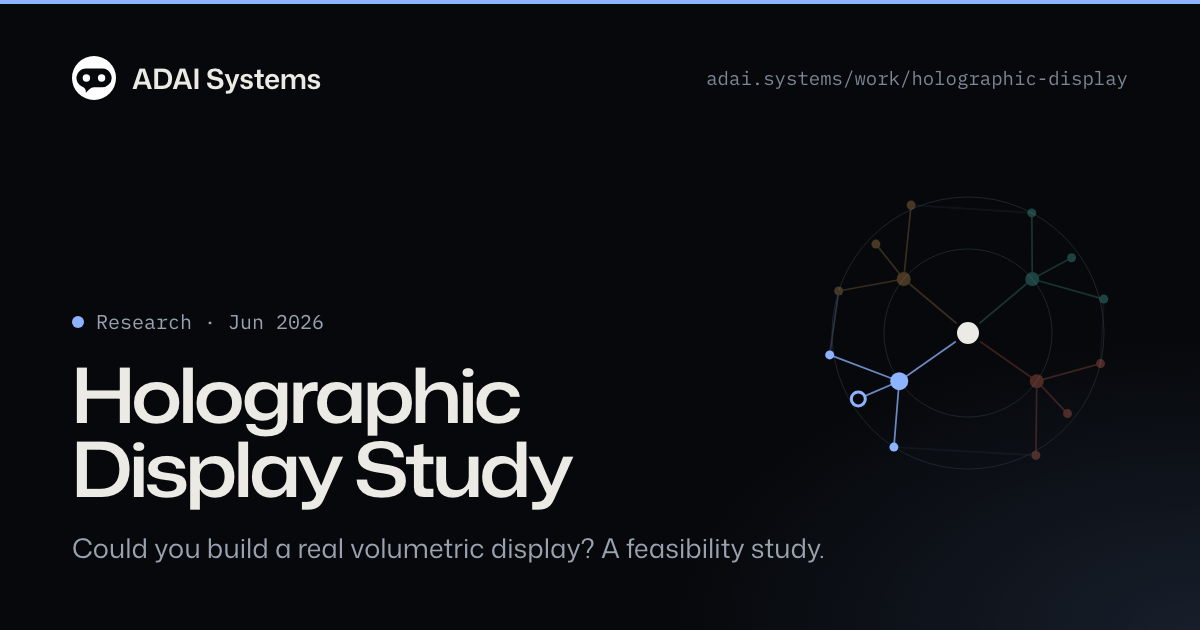 ADAI Systems
adai.systems/work/holographic-display
Research · Jun 2026
Holographic
Display Study
Could you build a real volumetric display? A feasibility study.